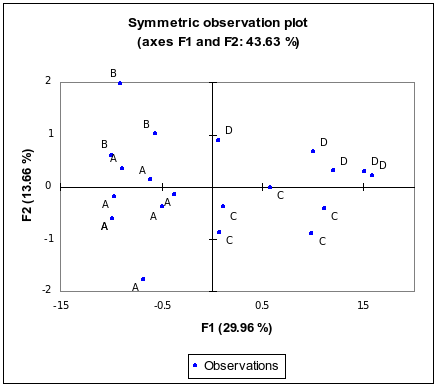 Symmetric observation plot
(axes F1 and F2: 43.63 %)
2
B
B
D
1
B
D
A
A
D
D
D
0
A
A
C
A
C
C
A
C
C
-1
A
-2
-15
-0.5
0.5
15
F2 (13.66 %)
F1 (29.96 %)
Observations